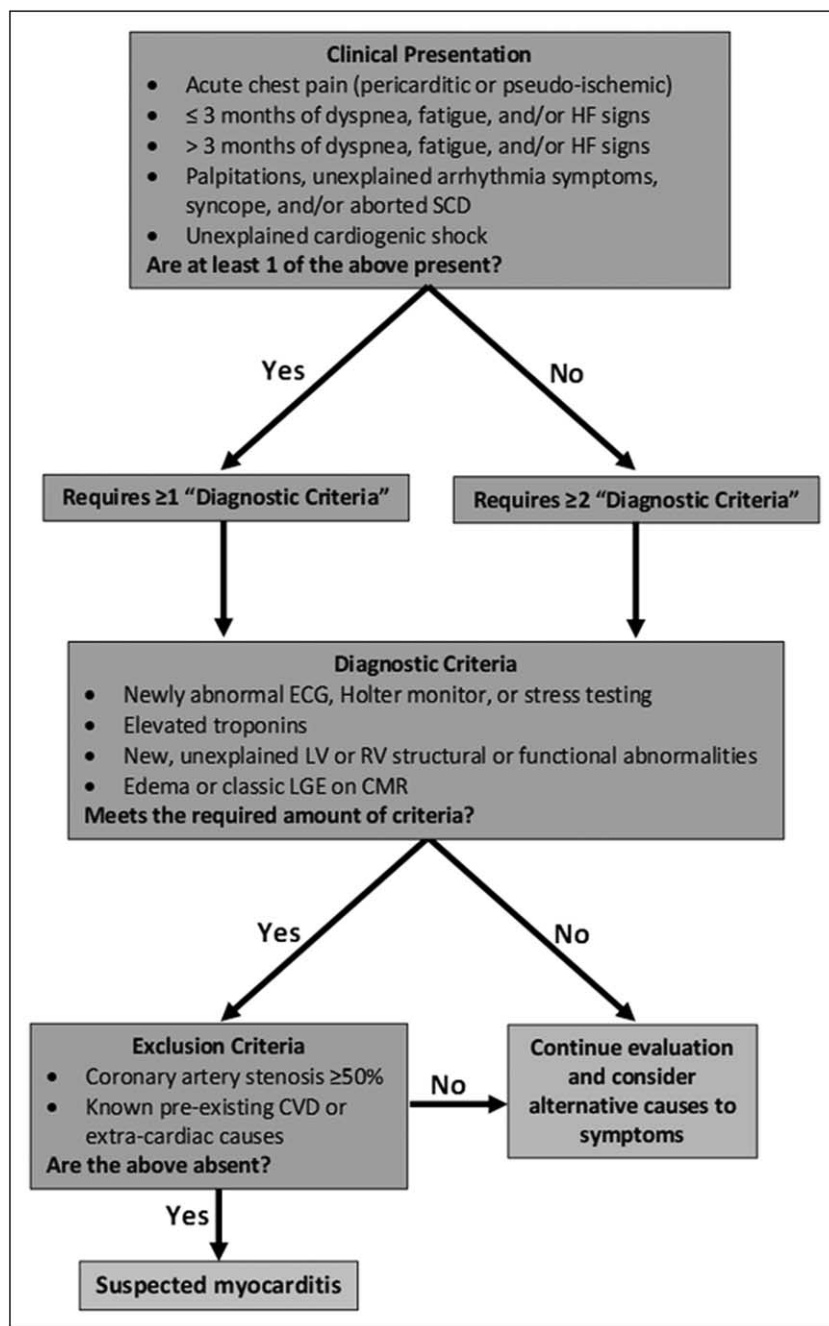 Clinical Presentation
• Acute chest pain (pericarditic or pseudo-ischemic)
• ≤ 3 months of dyspnea, fatigue, and/or HF signs
• > 3 months of dyspnea, fatigue, and/or HF signs
• Palpitations, unexplained arrhythmia symptoms,
syncope, and/or aborted SCD
• Unexplained cardiogenic shock
Are at least 1 of the above present?
Yes
No
Requires ≥1 “Diagnostic Criteria”
Requires ≥2 “Diagnostic Criteria”
Diagnostic Criteria
• Newly abnormal ECG, Holter monitor, or stress testing
• Elevated troponins
• New, unexplained LV or RV structural or functional abnormalities
• Edema or classic LGE on CMR
Meets the required amount of criteria?
Yes
No
Exclusion Criteria
• Coronary artery stenosis ≥50%
• Known pre-existing CVD or
extra-cardiac causes
Are the above absent?
No
Continue evaluation
and consider
alternative causes to
symptoms
Yes
Suspected myocarditis